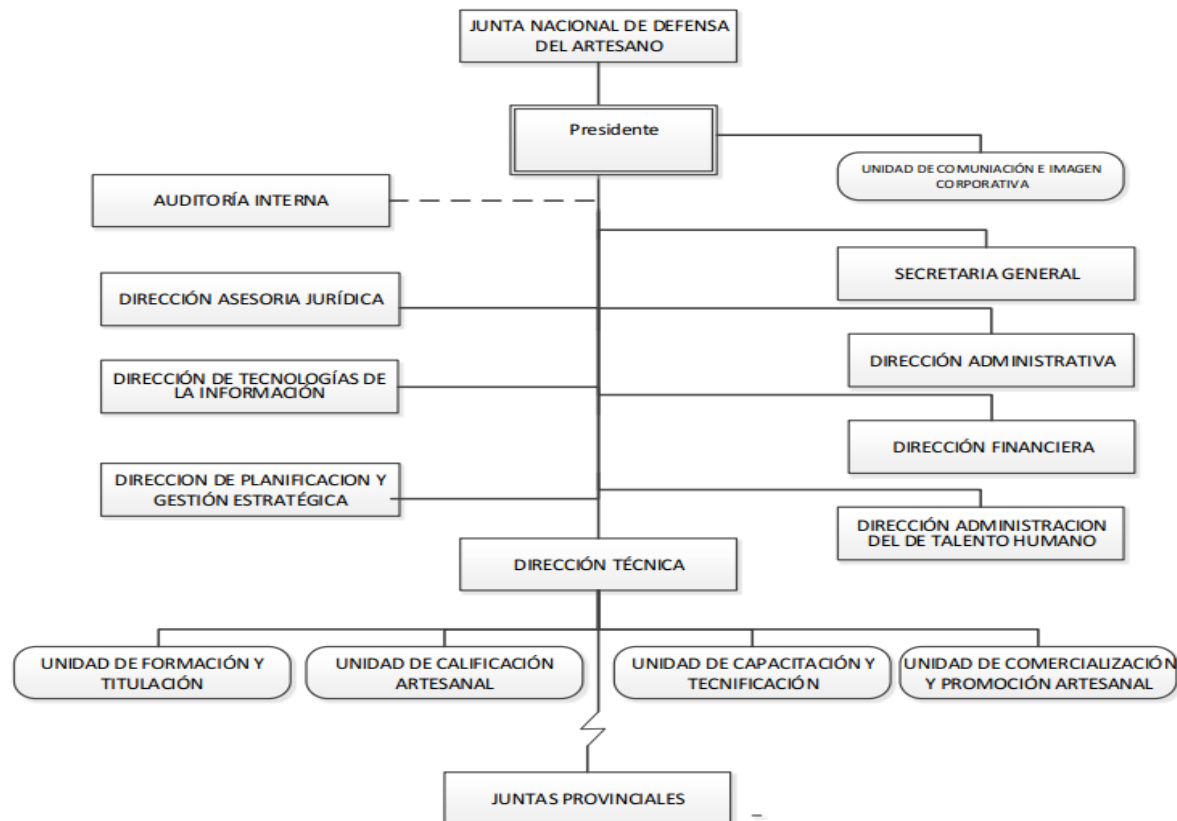 JUNTA NACIONAL DE DEFENSA
DEL ARTESANO
Presidente
UNIDAD DE COMUNIACIÓN E IMAGEN
CORPORATIVA
AUDITORÍA INTERNA
SECRETARIA GENERAL
DIRECCIÓN ASESORIA JURÍDICA
DIRECCIÓN ADMINISTRATIVA
DIRECCIÓN DE TECNOLOGÍAS DE
LA INFORMACIÓN
DIRECCIÓN FINANCIERA
DIRECCION DE PLANIFICACION Y
GESTIÓN ESTRATÉGICA
DIRECCIÓN ADMINISTRACION
DEL DE TALENTO HUMANO
DIRECCIÓN TÉCNICA
UNIDAD DE FORMACIÓN Y
TITULACIÓN
UNIDAD DE CALIFICACIÓN
ARTESANAL
UNIDAD DE CAPACITACIÓN Y
TECNIFICACIÓN
UNIDAD DE COMERCIALIZACIÓN
Y PROMOCIÓN ARTESANAL
JUNTAS PROVINCIALES